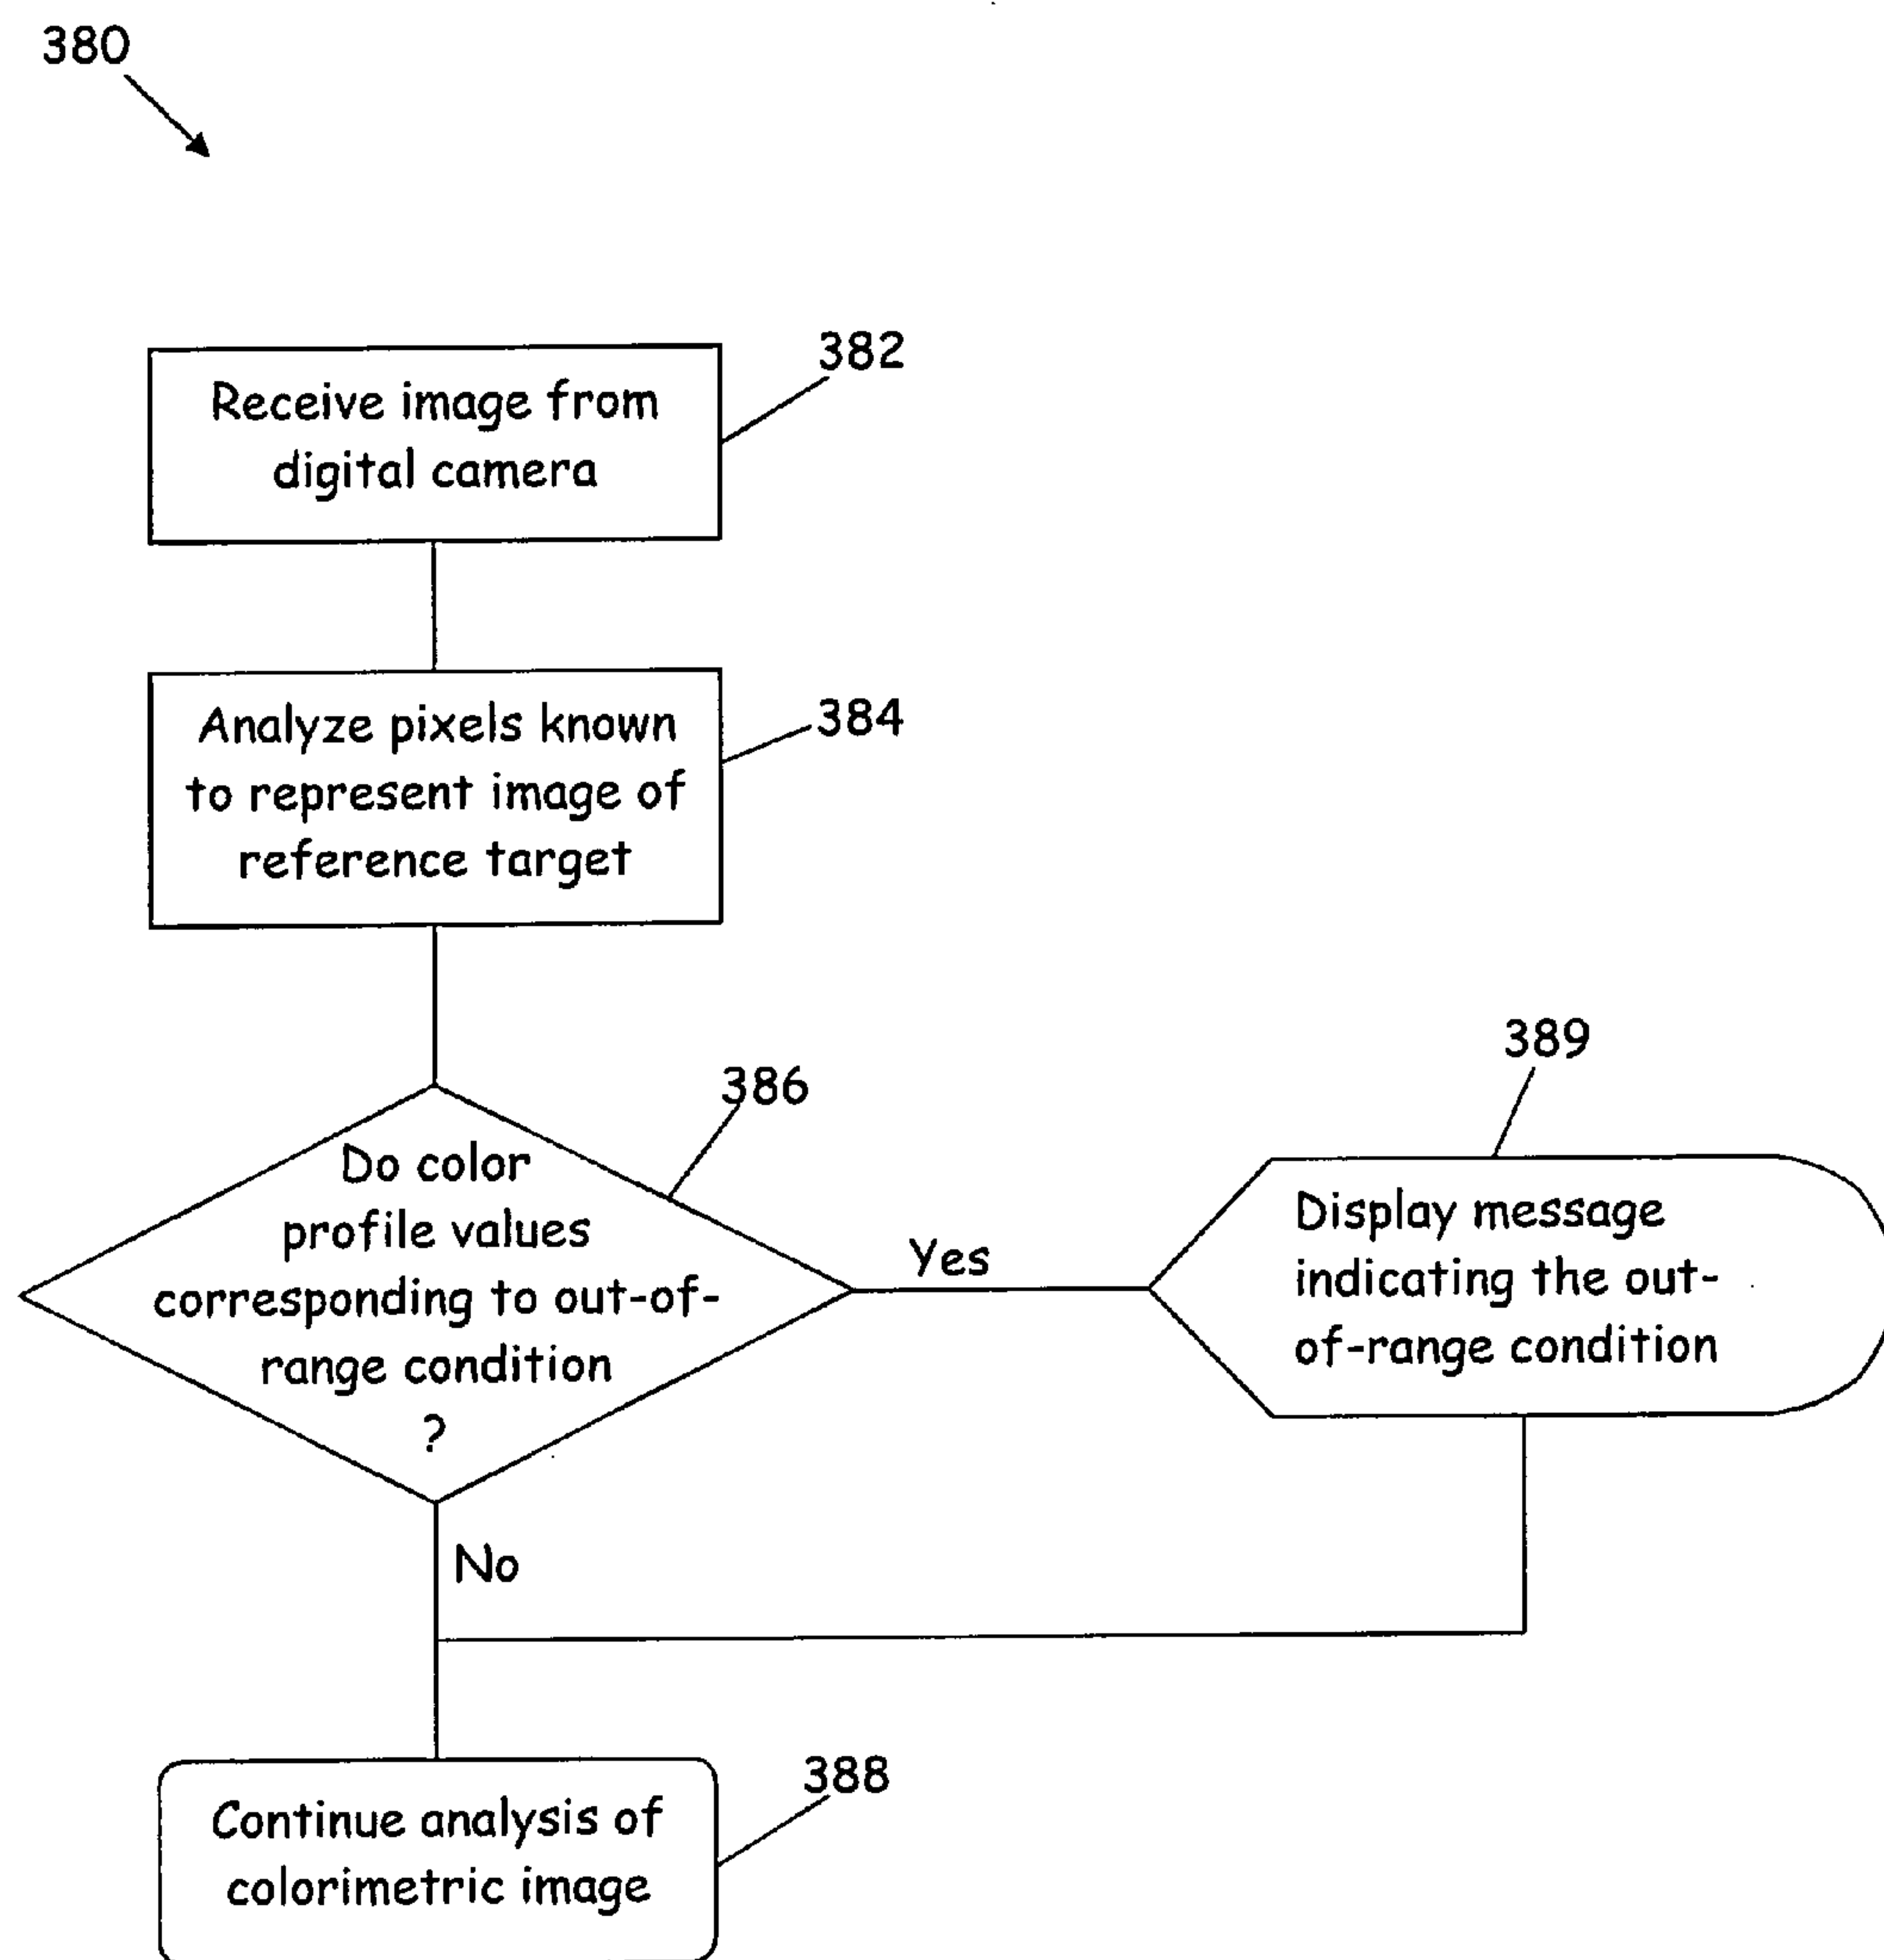 380
382
Receive image from
digital camera
384
Analyze pixels known
to represent image of
reference target
386
Do color
profile values
corresponding to out-of-
range condition
?
Yes
389
Display message
indicating the out-
of-range condition
No
388
Continue analysis of
colorimetric image